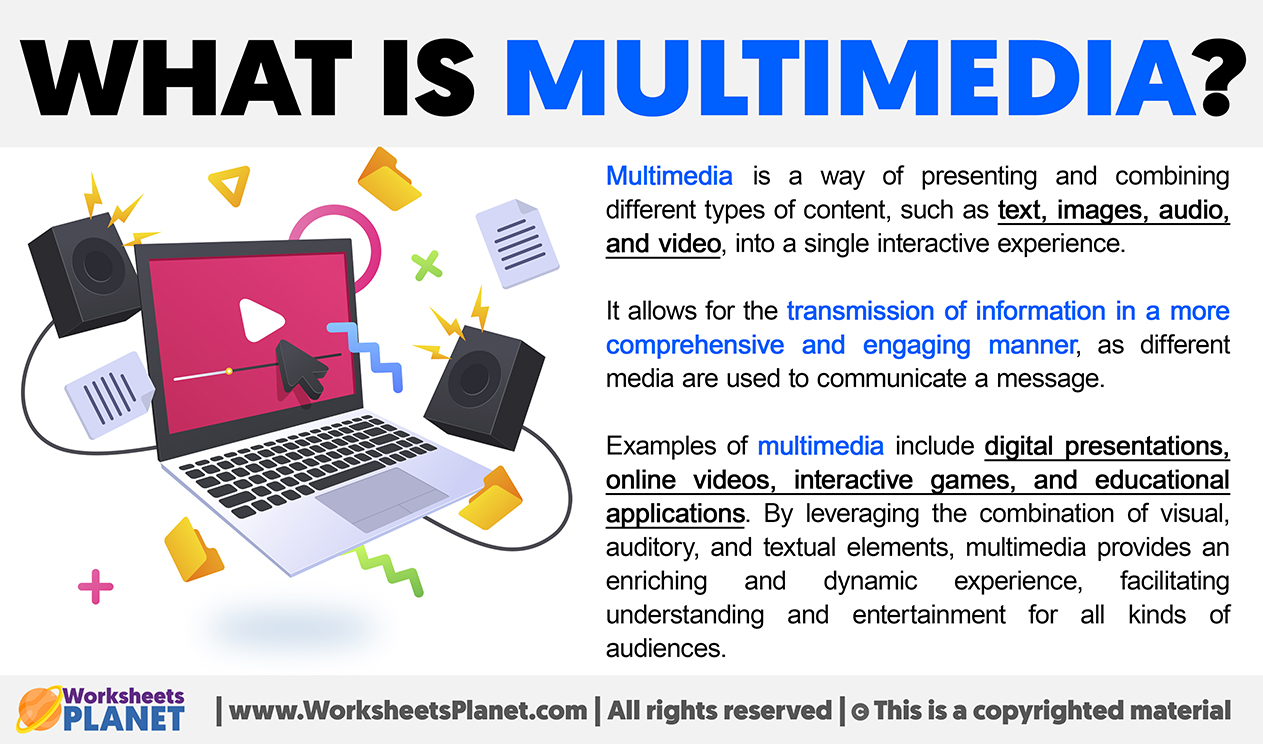 WHAT IS MULTIMEDIA?
Multimedia is a way of presenting and combining
different types of content, such as text, images, audio,
and video, into a single interactive experience.
It allows for the transmission of information in a more
comprehensive and engaging manner, as different
media are used to communicate a message.
Examples of multimedia include digital presentations,
online videos, interactive games, and educational
applications. By leveraging the combination of visual,
auditory, and textual elements, multimedia provides an
enriching and dynamic experience, facilitating
understanding and entertainment for all kinds of
audiences.
Worksheets
PLANET
| www.WorksheetsPlanet.com | All rights reserved | © This is a copyrighted material